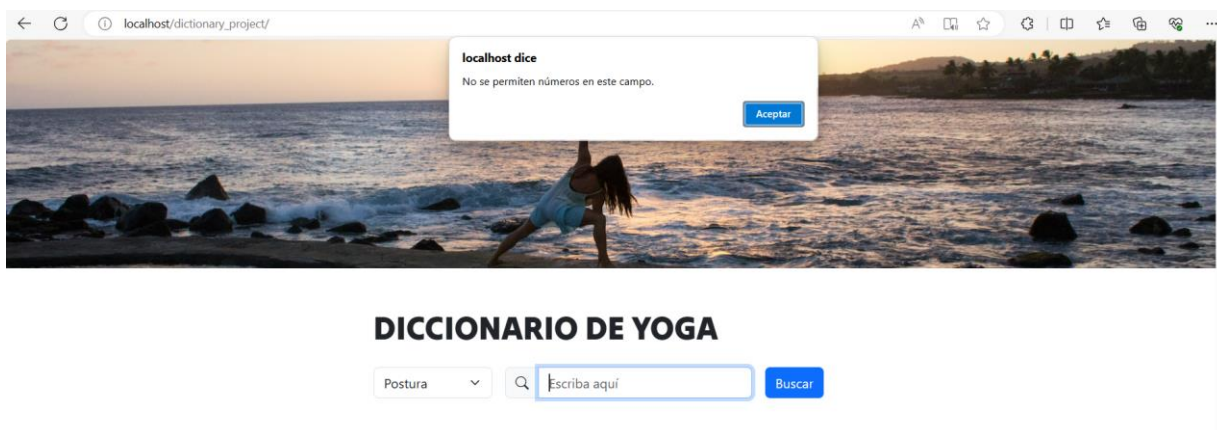 localhost/dictionary_project/
localhost dice
No se permiten números en este campo.
Aceptar
DICCIONARIO DE YOGA
Postura
Escriba aquí
Buscar